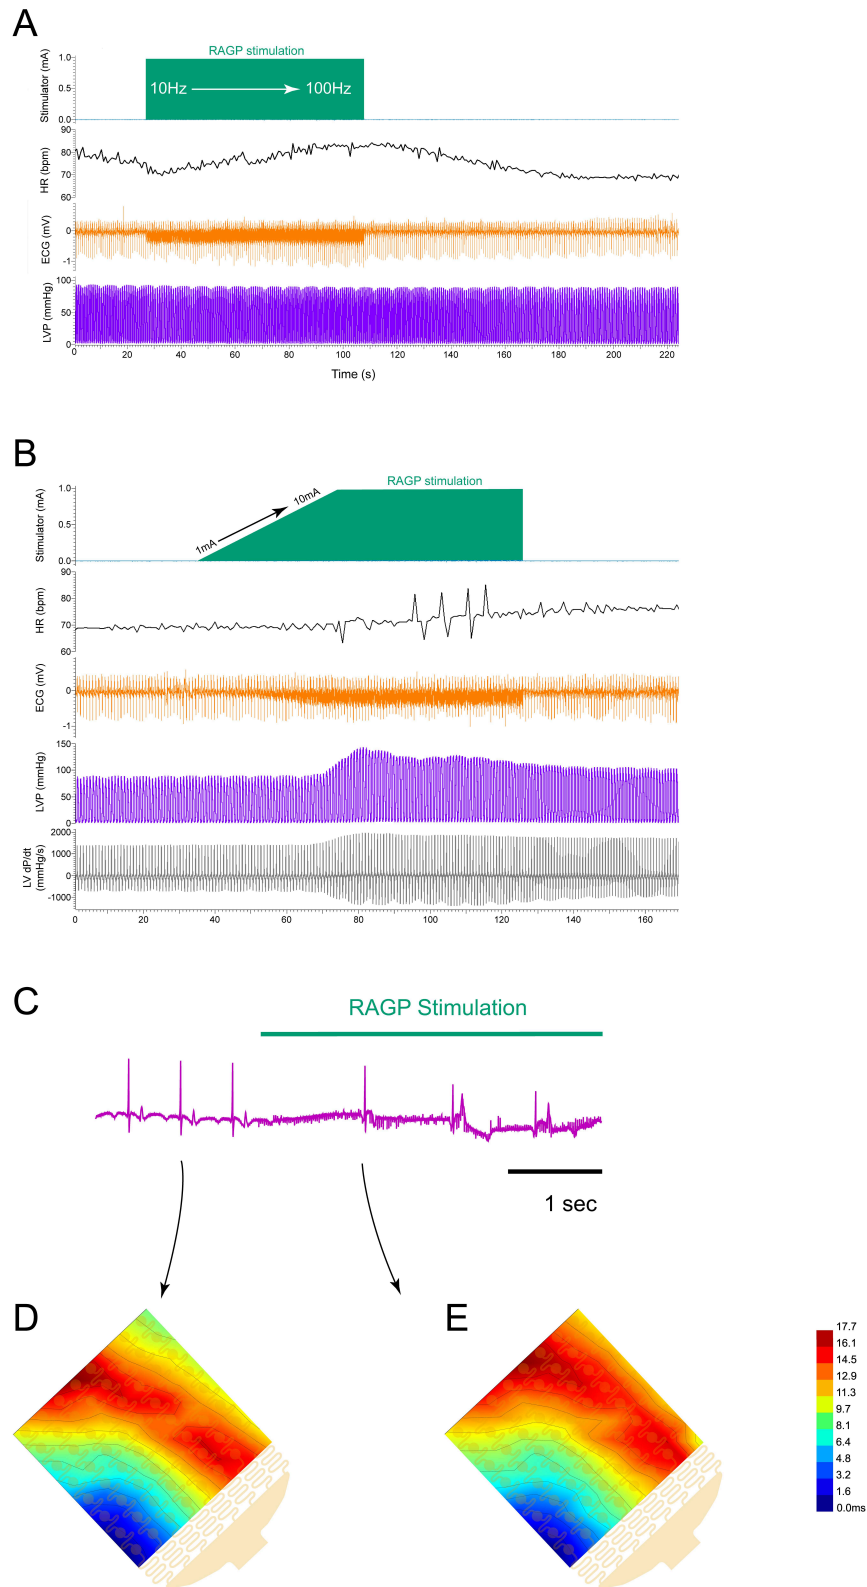 A
RAGP stimulation
Stimulator (mA)
1.0
0.5
0.0
10Hz
100Hz
HR (bpm)
90
80
70
60
ECG (mV)
0
-1
LVP (mmHg)
100
50
0
0 20 40 60 80 100 120 140 160 180 200 220
Time (s)
B
RAGP stimulation
Stimulator (mA)
1.0
0.5
0.0
1mA
10mA
HR (bpm)
90
80
70
60
ECG (mV)
0
-1
LVP (mmHg)
150
100
50
0
LV dP/dt
(mmHg/s)
2000
1000
0
-1000
0 20 40 60 80 100 120 140 160
C
RAGP Stimulation
1 sec
D
E
17.7
16.1
14.5
12.9
11.3
9.7
8.1
6.4
4.8
3.2
1.6
0.0ms